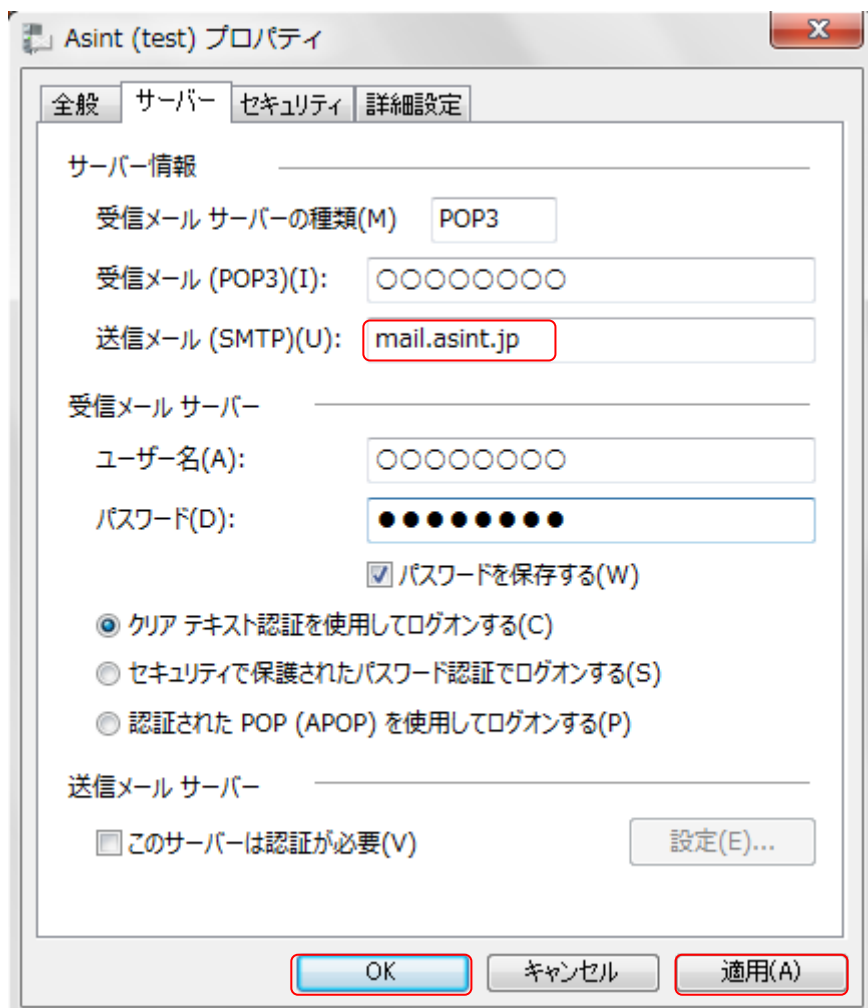 Asint (test) プロパティ
全般 サーバー セキュリティ 詳細設定
サーバー情報
受信メール サーバーの種類(M) POP3
受信メール (POP3)(I): ○○○○○○○○
送信メール (SMTP)(U): mail.asint.jp
受信メール サーバー
ユーザー名(A): ○○○○○○○○
パスワード(D): ●●●●●●●●
パスワードを保存する(W)
クリア テキスト認証を使用してログオンする(C)
セキュリティで保護されたパスワード認証でログオンする(S)
認証された POP (APOP) を使用してログオンする(P)
送信メール サーバー
このサーバーは認証が必要(V) 設定(E)...
OK キャンセル 適用(A)